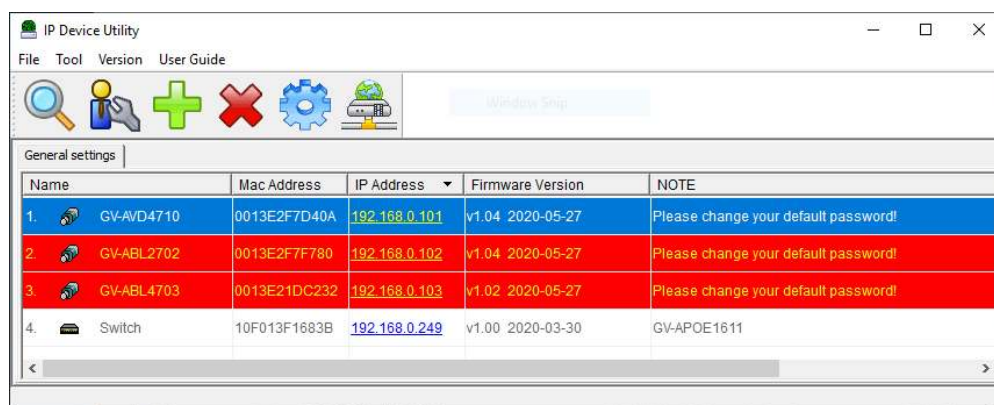 IP Device Utility
File Tool Version User Guide
Window Snip
General settings
Name Mac Address IP Address Firmware Version NOTE
1. GV-AVD4710 0013E2F7D40A 192.168.0.101 v1.04 2020-05-27 Please change your default password!
2. GV-ABL2702 0013E2F7F780 192.168.0.102 v1.04 2020-05-27 Please change your default password!
3. GV-ABL4703 0013E21DC232 192.168.0.103 v1.02 2020-05-27 Please change your default password!
4. Switch 10F013F1683B 192.168.0.249 v1.00 2020-03-30 GV-APOE1611